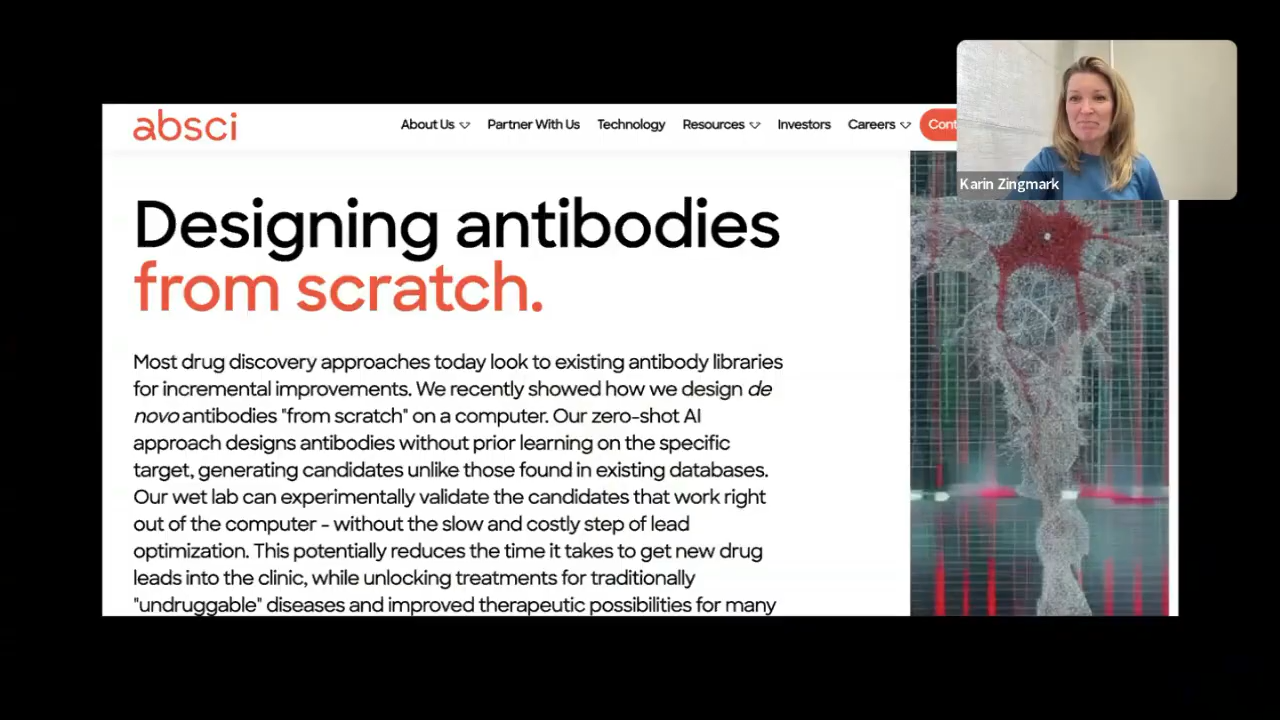 absci
About Us Partner With Us Technology Resources Investors Careers Cont
Karin Zingmark
Designing antibodies
from scratch.
Most drug discovery approaches today look to existing antibody libraries
for incremental improvements. We recently showed how we design de
novo antibodies "from scratch" on a computer. Our zero-shot AI
approach designs antibodies without prior learning on the specific
target, generating candidates unlike those found in existing databases.
Our wet lab can experimentally validate the candidates that work right
out of the computer – without the slow and costly step of lead
optimization. This potentially reduces the time it takes to get new drug
leads into the clinic, while unlocking treatments for traditionally
"undruggable" diseases and improved therapeutic possibilities for many